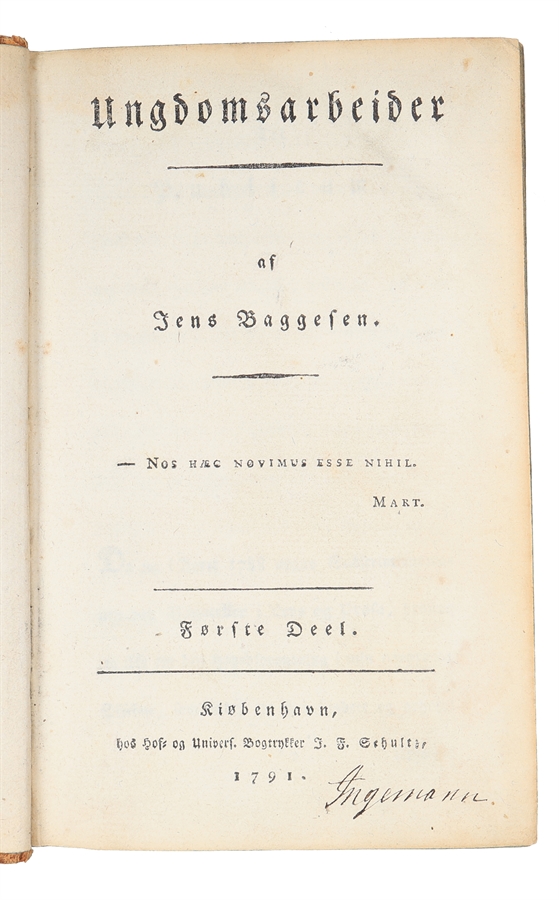 Ungdomsarbeider
af
Jens Baggesen.
— NOS HÆC NOVIMUS ESSE NIHIL.
MART.
Første Deel.
Kiøbenhavn,
hos Hof- og Univers. Bogtrykker J. F. Schultz,
1791.
Ingemann